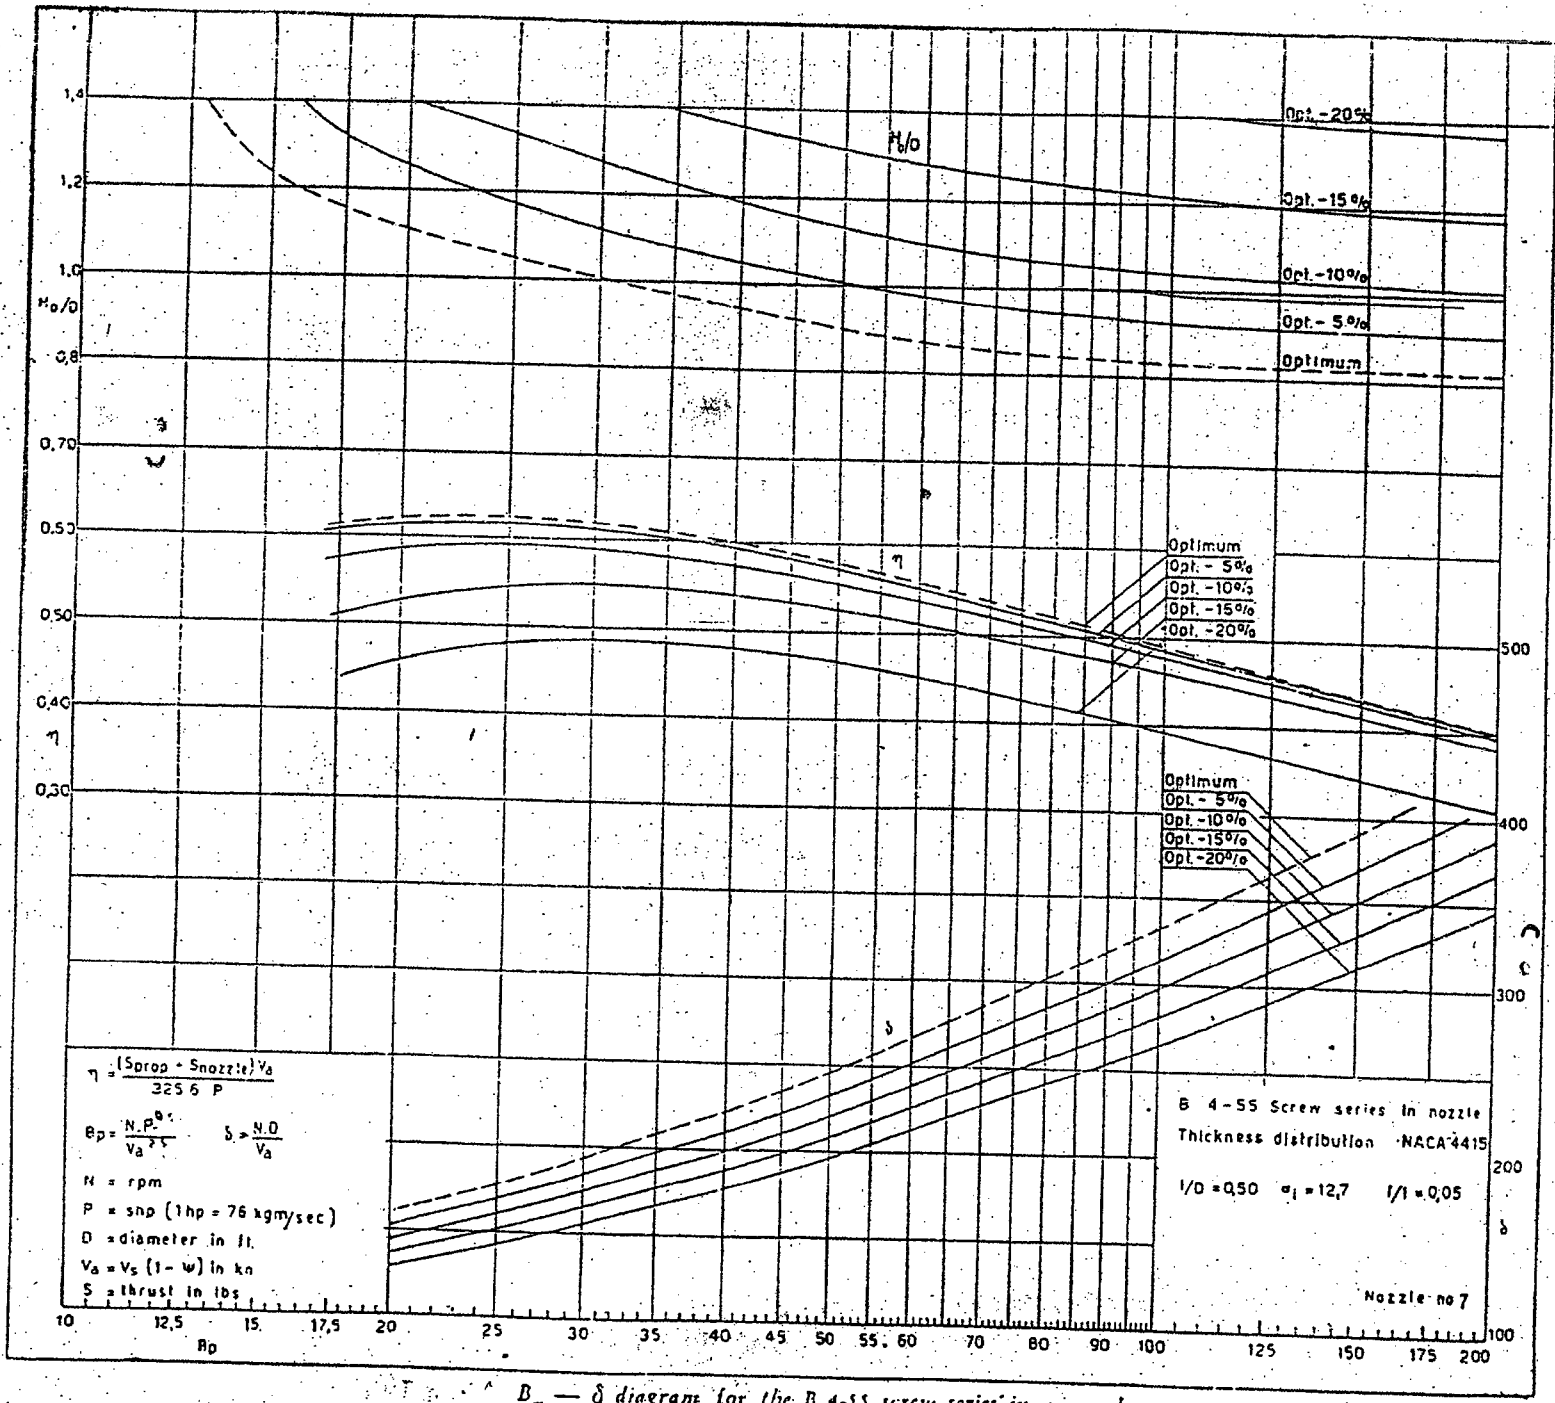 1,4
1,2
1,0
H₀/D
0,8
0,70
0,50
0,50
0,40
η
0,30
H₀/D
Opt.-20%
Opt.-15%
Opt.-10%
Opt.- 5%
Optimum
η
Optimum
Opt.- 5%
Opt.-10%
Opt.-15%
Opt.-20%
Optimum
Opt.- 5%
Opt.-10%
Opt.-15%
Opt.-20%
500
400
300
200
δ
100
δ
η = (Sprop + Snozzle) Va
325 6 P
Bp = N.P^0.5 / Va^2.5 δ = N.D / Va
N = rpm
P = shp (1hp = 76 kgm/sec)
D = diameter in ft.
Va = Vs (1- w) in kn
S = thrust in lbs
B 4-55 Screw series in nozzle
Thickness distribution NACA 4415
l/D = 0,50 αi = 12,7 f/l = 0,05
Nozzle no 7
10 12,5 15 17,5 20 25 30 35 40 45 50 55 60 70 80 90 100 125 150 175 200
Bp
B — δ diagram for the B 4-55 screw series in